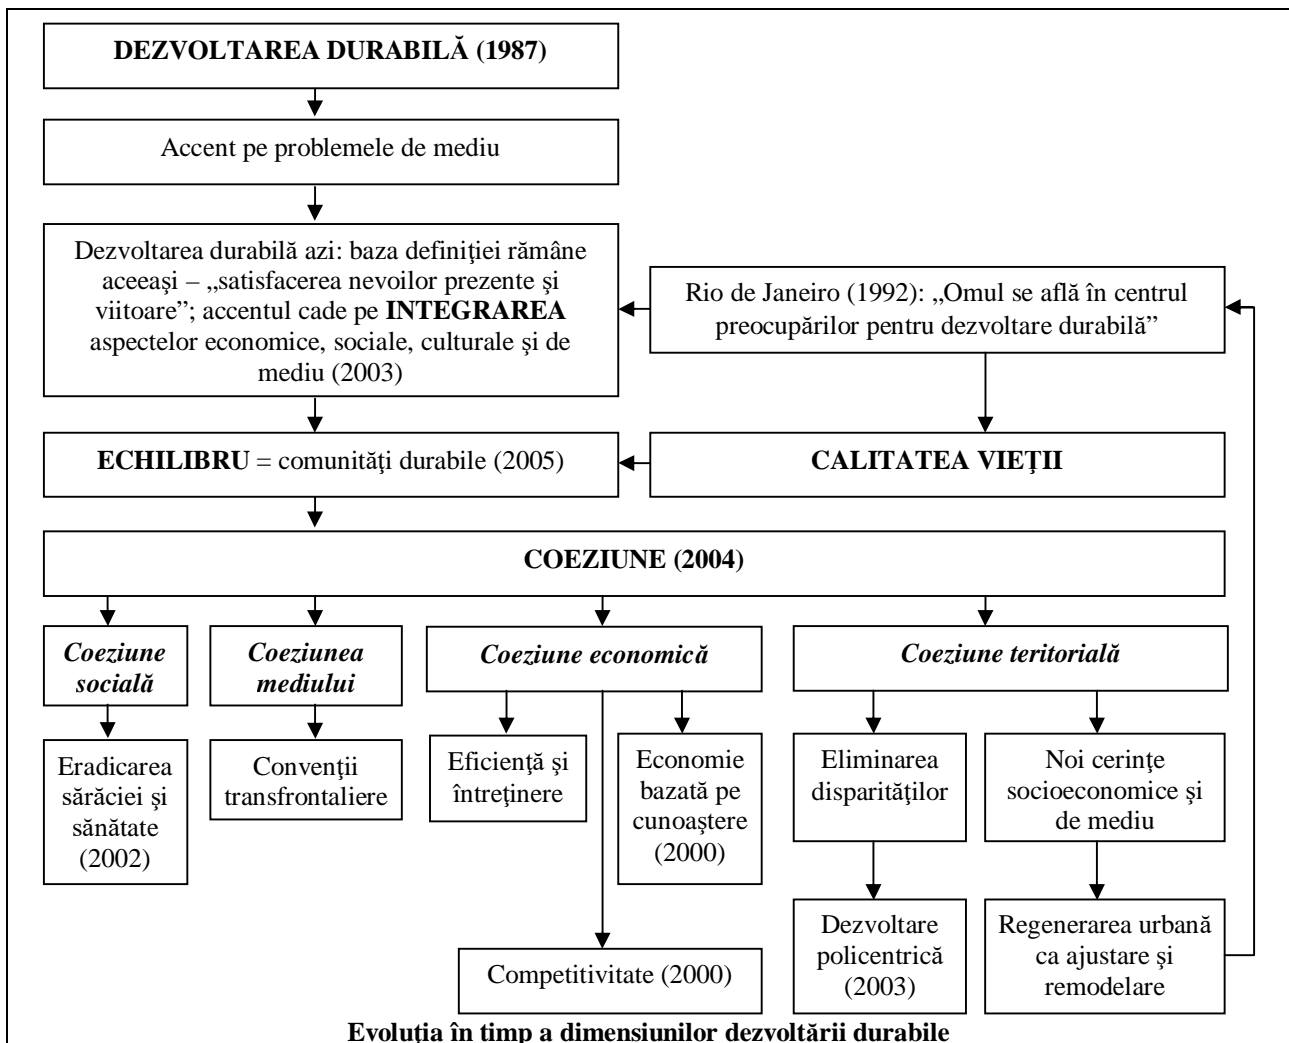 DEZVOLTAREA DURABILĂ (1987)
Accent pe problemele de mediu
Dezvoltarea durabilă azi: baza definiţiei rămâne
aceeaşi – „satisfacerea nevoilor prezente şi
viitoare”; accentul cade pe INTEGRAREA
aspectelor economice, sociale, culturale şi de
mediu (2003)
Rio de Janeiro (1992): „Omul se află în centrul
preocupărilor pentru dezvoltare durabilă”
ECHILIBRU = comunităţi durabile (2005)
CALITATEA VIEŢII
COEZIUNE (2004)
Coeziune
socială
Coeziunea
mediului
Coeziune economică
Coeziune teritorială
Eradicarea
sărăciei şi
sănătate
(2002)
Convenţii
transfrontaliere
Eficienţă şi
întreţinere
Economie
bazată pe
cunoaştere
(2000)
Eliminarea
disparităţilor
Noi cerinţe
socioeconomice şi
de mediu
Competitivitate (2000)
Dezvoltare
policentrică
(2003)
Regenerarea urbană
ca ajustare şi
remodelare
Evoluţia în timp a dimensiunilor dezvoltării durabile